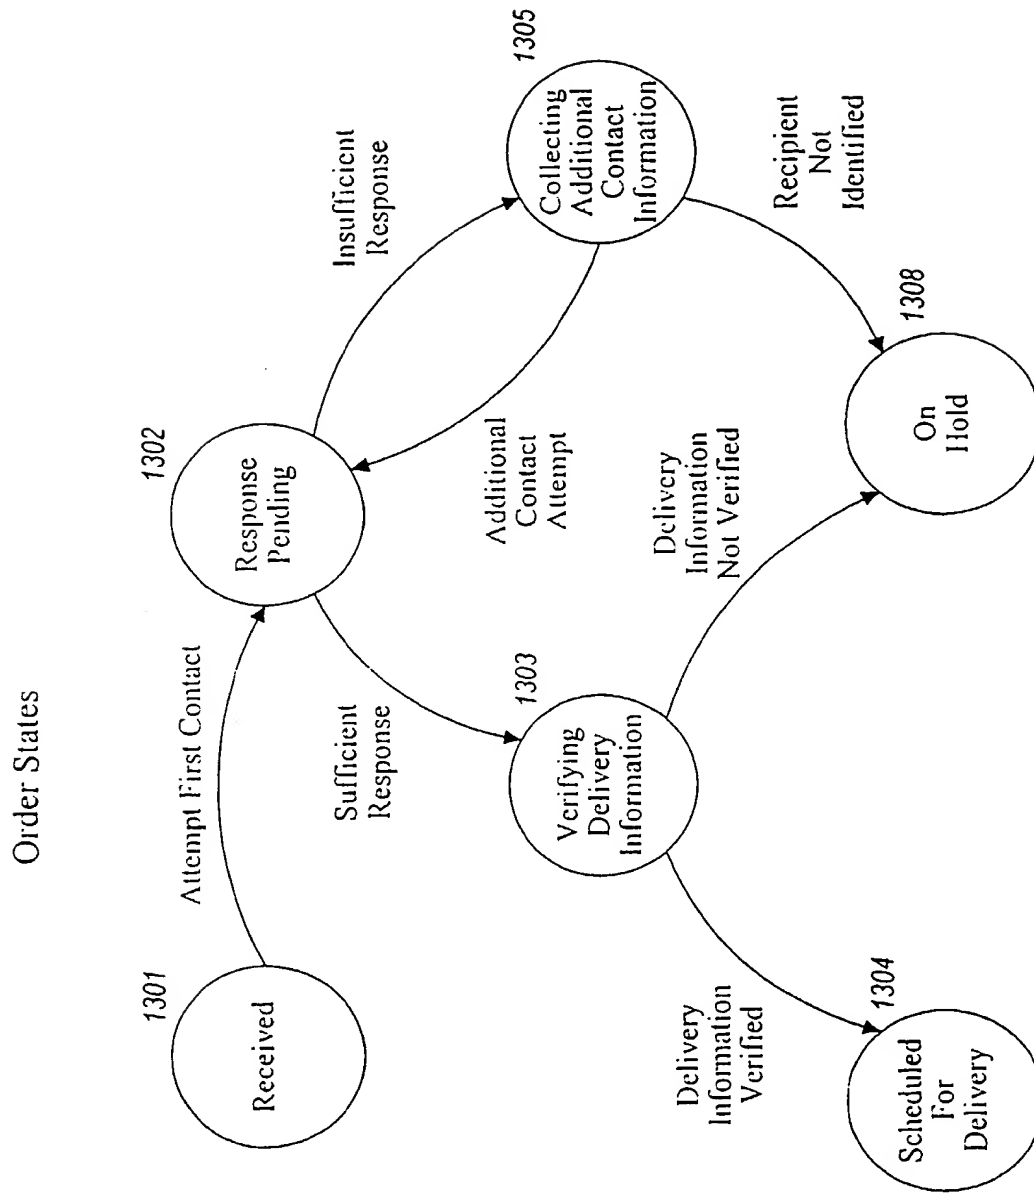 Order States
1301
Received
Attempt First Contact
1302
Response
Pending
Insufficient
Response
1305
Collecting
Additional
Contact
Information
Sufficient
Response
Additional
Contact
Attempt
1303
Verifying
Delivery
Information
Recipient
Not
Identified
Delivery
Information
Verified
Delivery
Information
Not Verified
1304
Scheduled
For
Delivery
1308
On
Hold